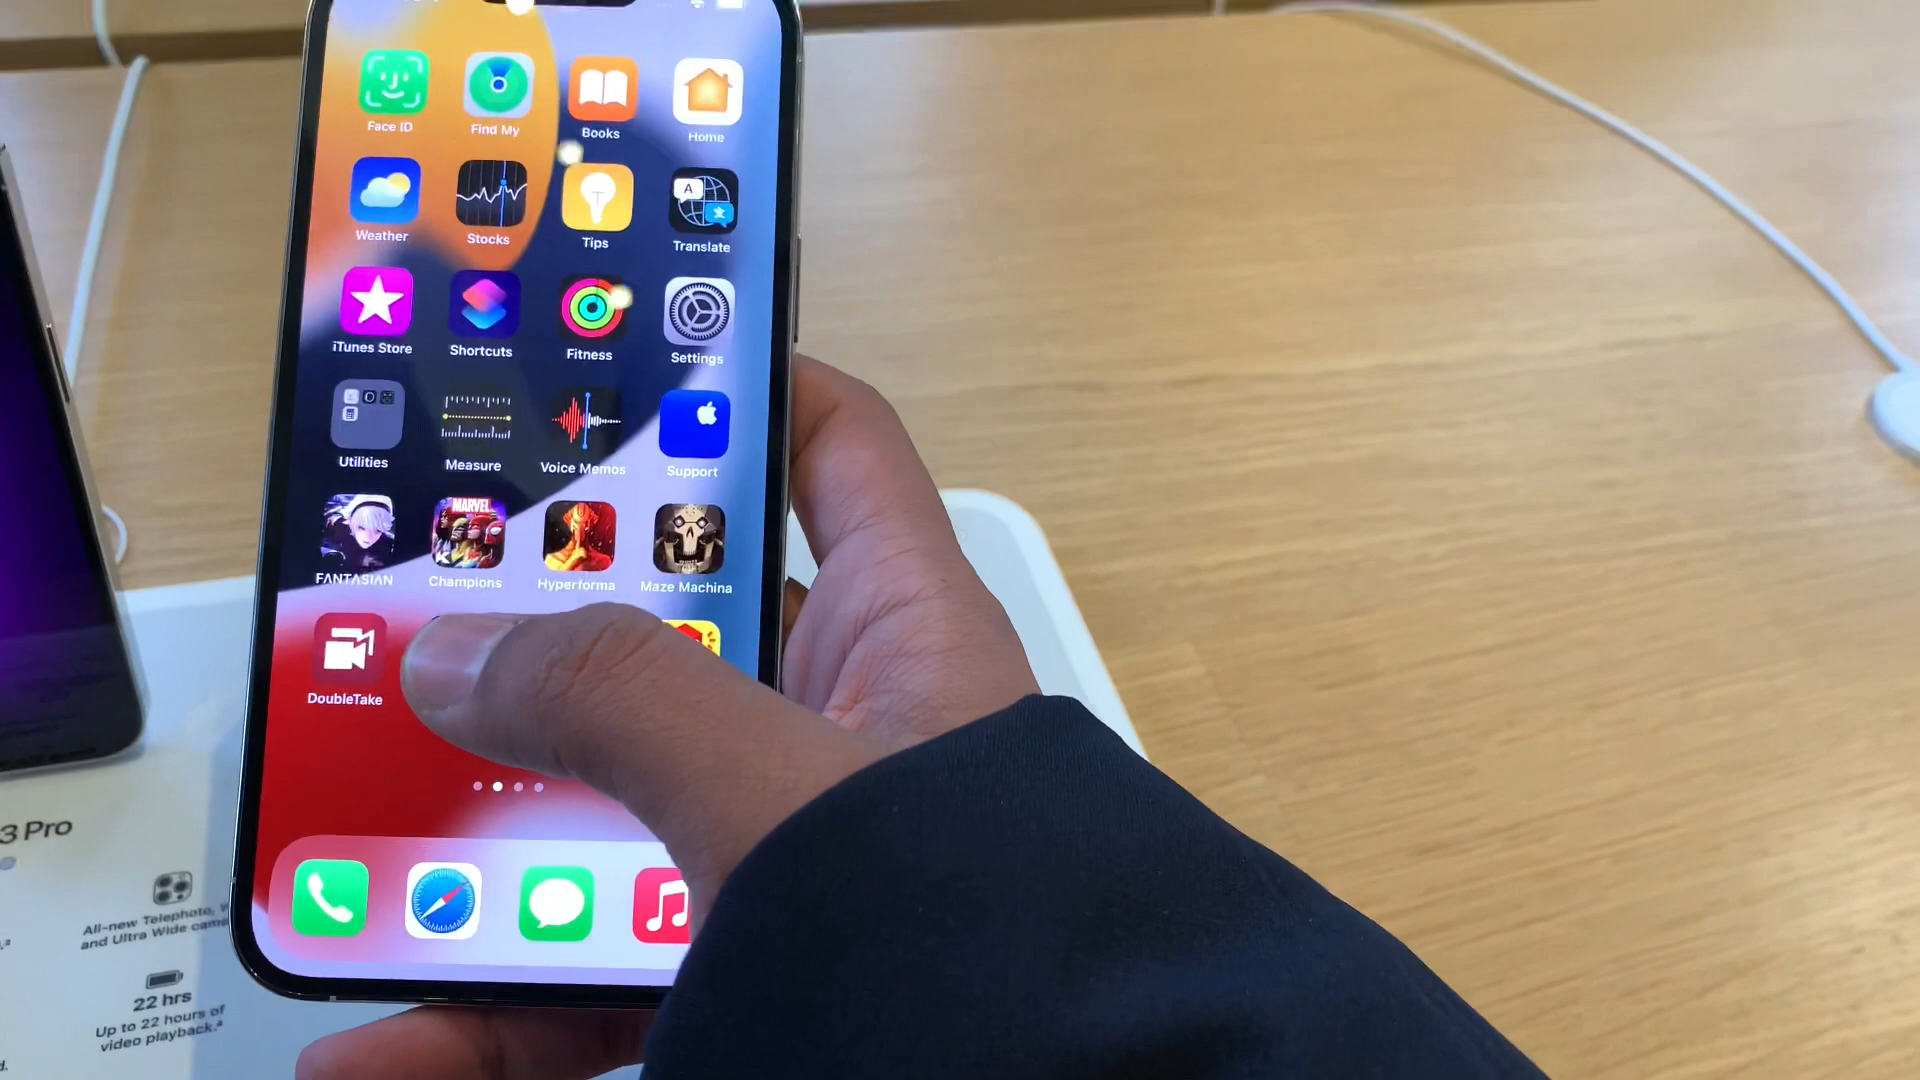 Face ID
Find My
Books
Home
Weather
Stocks
Tips
A
Translate
iTunes Store
Shortcuts
Fitness
Settings
Utilities
Measure
Voice Memos
Support
MARVEL
FΛNTΛSIΛN
Champions
Hyperforma
Maze Machina
DoubleTake
3 Pro
All-new Telephoto,
and Ultra Wide
22 hrs
Up to 22 hours of
video playback.